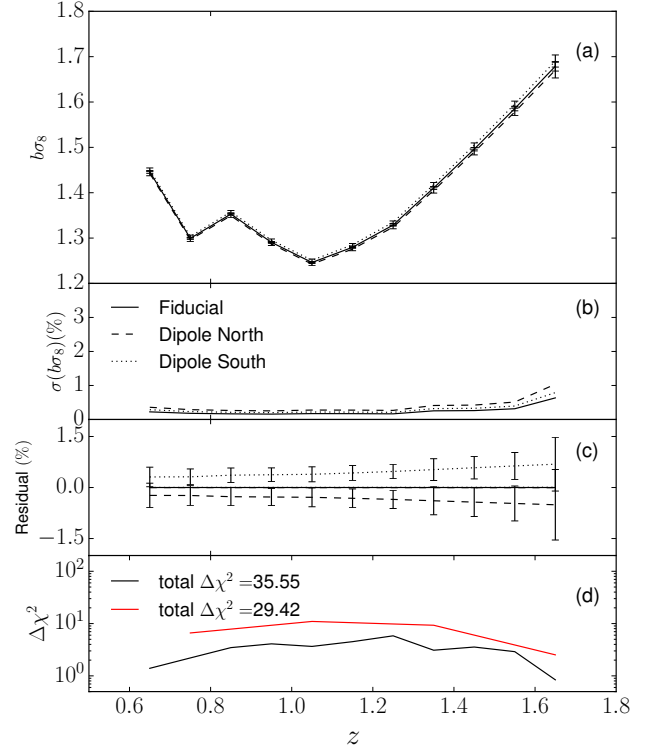 1.8
1.7
1.6
1.5
1.4
1.3
1.2
bσ₈
(a)
3
2
1
0
σ(bσ₈)(%)
Fiducial
Dipole North
Dipole South
(b)
1.5
0.0
−1.5
Residual (%)
(c)
10²
10¹
10⁰
Δχ²
total Δχ² =35.55
total Δχ² =29.42
(d)
0.6 0.8 1.0 1.2 1.4 1.6 1.8
z